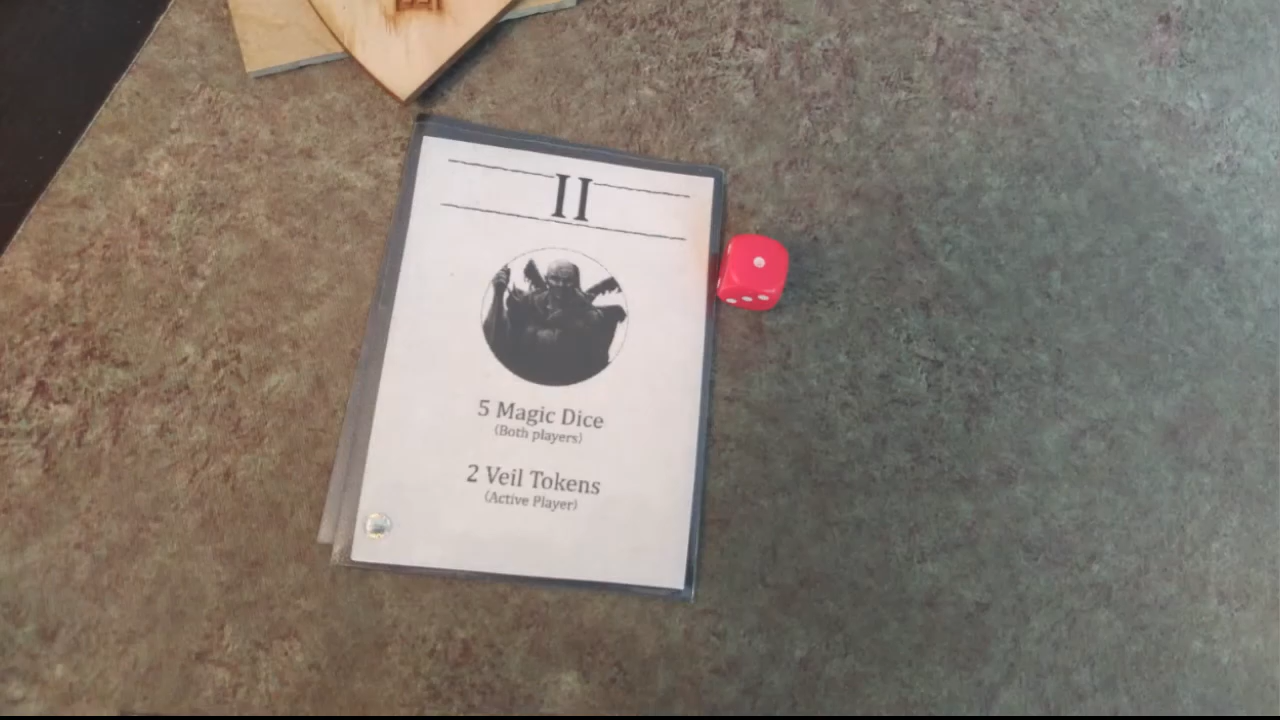 II
5 Magic Dice
(Both players)
2 Veil Tokens
(Active Player)